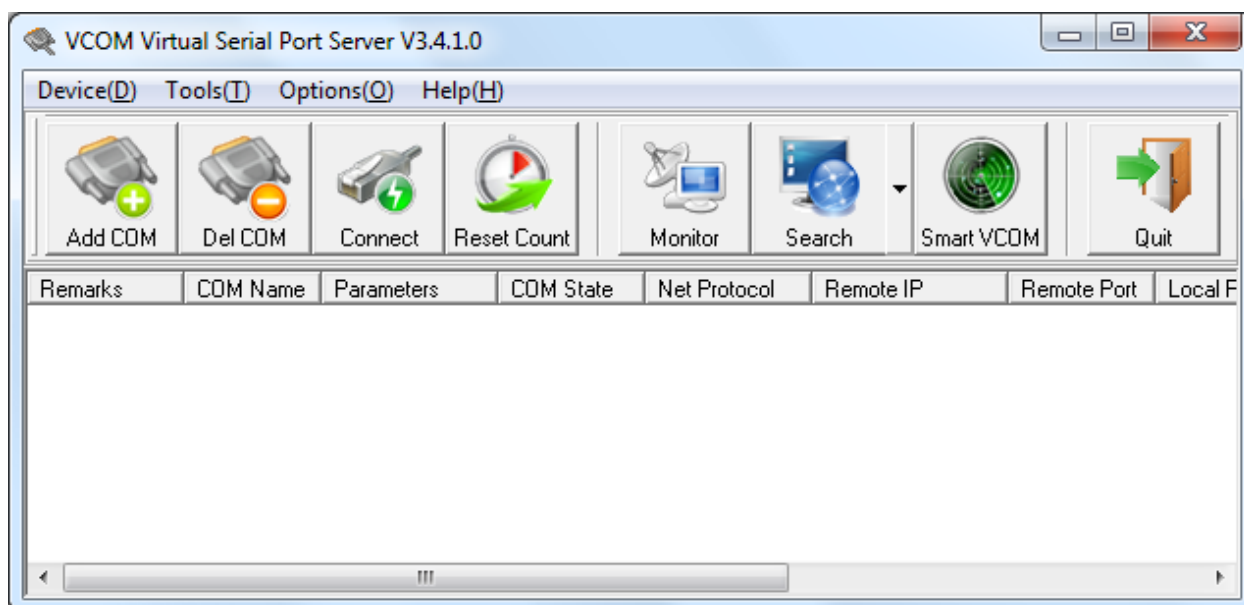 VCOM Virtual Serial Port Server V3.4.1.0
Device(D) Tools(T) Options(O) Help(H)
Add COM Del COM Connect Reset Count Monitor Search Smart VCOM Quit
Remarks COM Name Parameters COM State Net Protocol Remote IP Remote Port Local